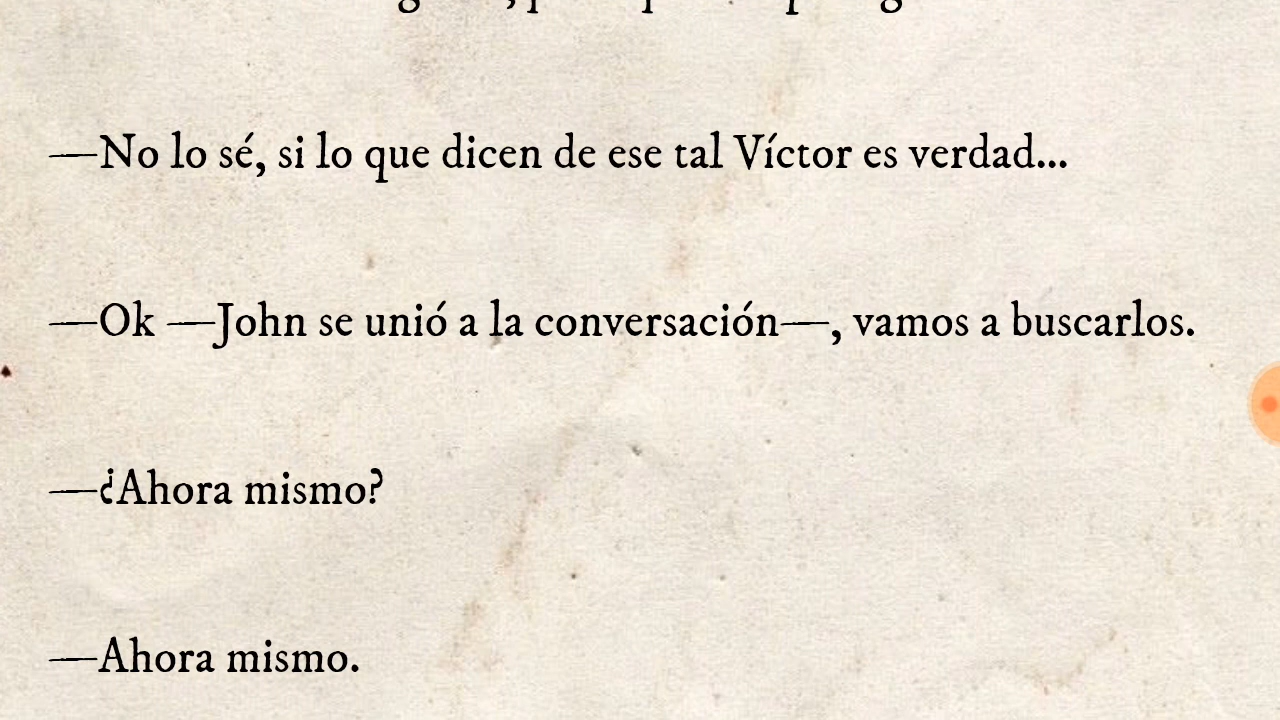 —No lo sé, si lo que dicen de ese tal Víctor es verdad...
—Ok —John se unió a la conversación—, vamos a buscarlos.
—¿Ahora mismo?
—Ahora mismo.